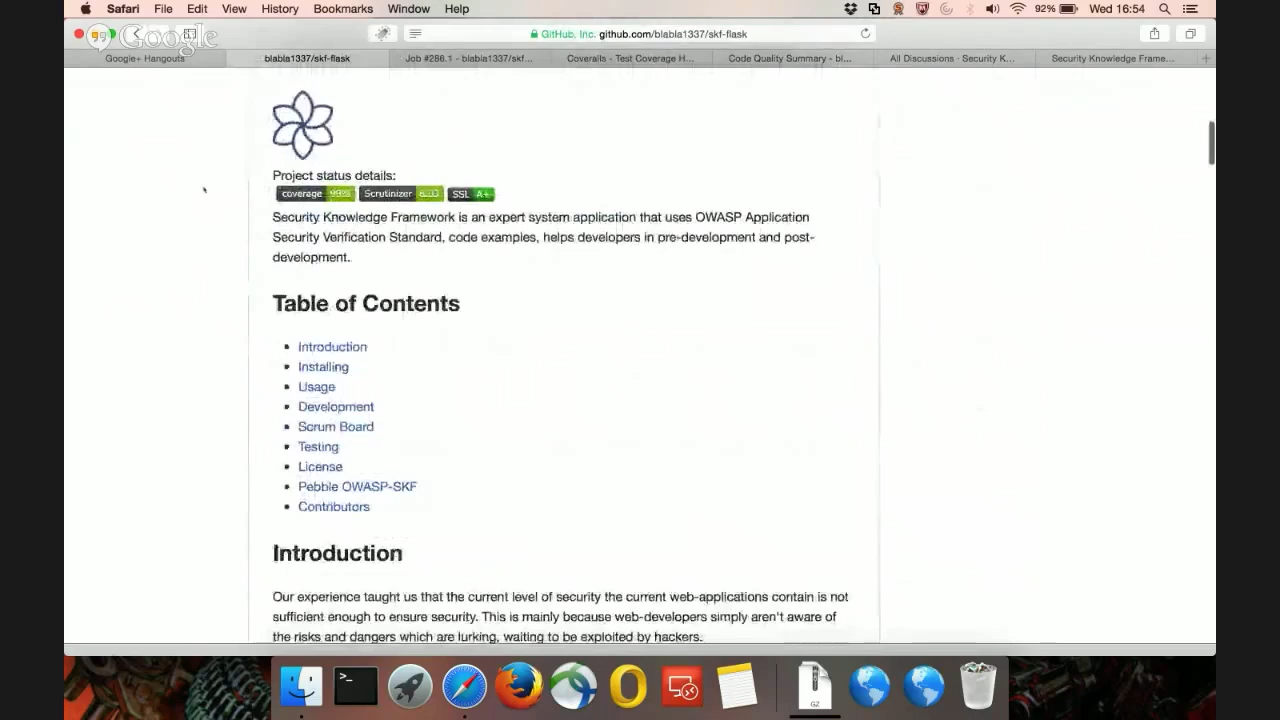 Safari File Edit View History Bookmarks Window Help 92% Wed 16:54
Google
GitHub, Inc. github.com/blabla1337/skf-flask
Google+ Hangouts blabla1337/skf-flask Job #286.1 - blabla1337/skf... Coveralls - Test Coverage H... Code Quality Summary - bl... All Discussions · Security K... Security Knowledge Frame...
Project status details:
coverage 99% Scrutinizer SSL A+
Security Knowledge Framework is an expert system application that uses OWASP Application
Security Verification Standard, code examples, helps developers in pre-development and post-
development.
Table of Contents
Introduction
Installing
Usage
Development
Scrum Board
Testing
License
Pebble OWASP-SKF
Contributors
Introduction
Our experience taught us that the current level of security the current web-applications contain is not
sufficient enough to ensure security. This is mainly because web-developers simply aren't aware of
the risks and dangers which are lurking, waiting to be exploited by hackers.
GZ